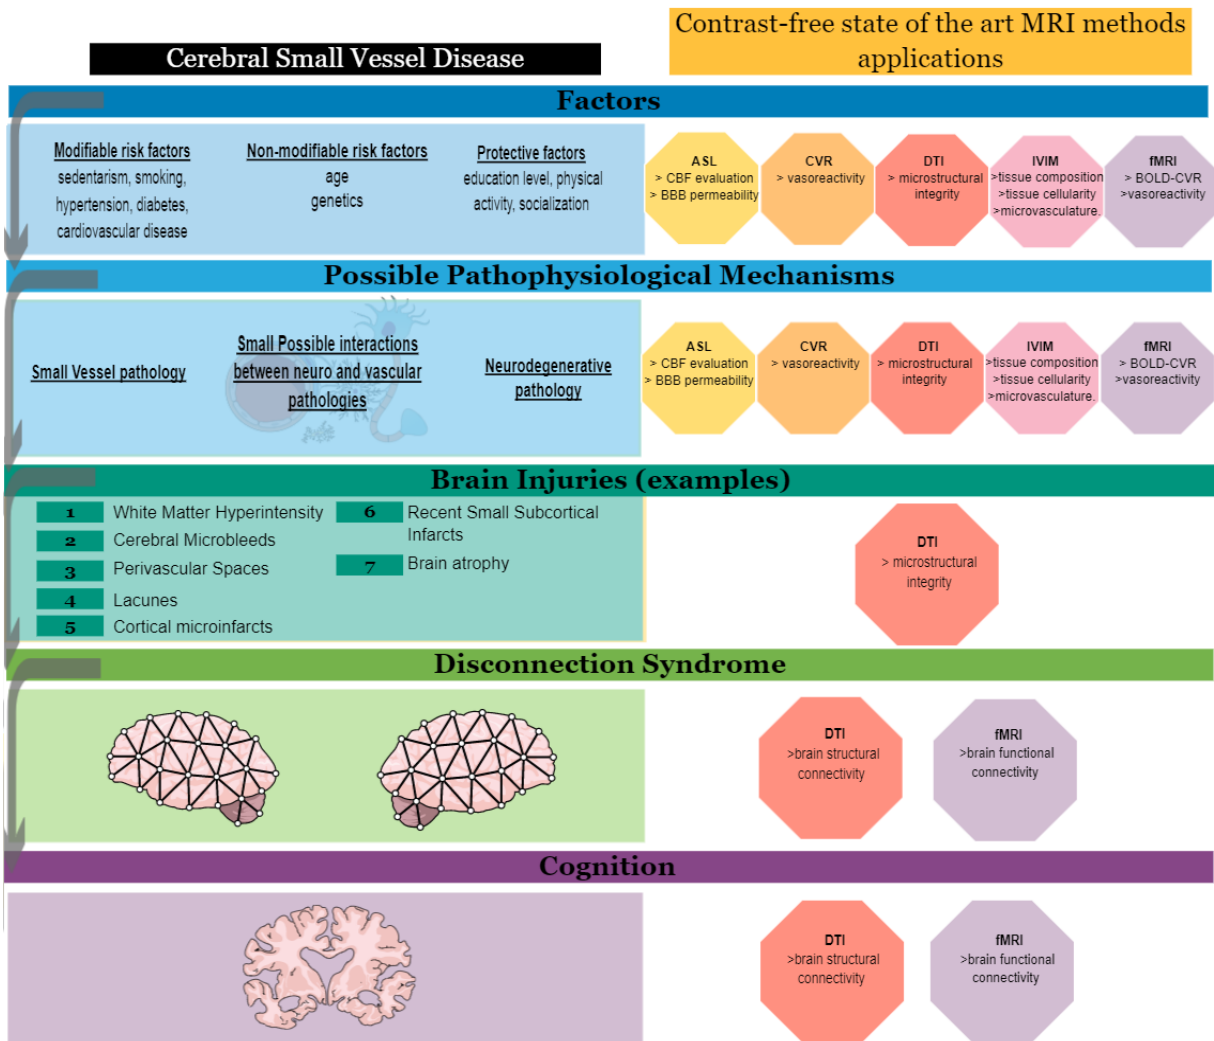 Cerebral Small Vessel Disease
Contrast-free state of the art MRI methods
applications
Factors
Modifiable risk factors
sedentarism, smoking,
hypertension, diabetes,
cardiovascular disease
Non-modifiable risk factors
age
genetics
Protective factors
education level, physical
activity, socialization
ASL
> CBF evaluation
> BBB permeability
CVR
> vasoreactivity
DTI
> microstructural
integrity
IVIM
>tissue composition
>tissue cellularity
>microvasculature.
fMRI
> BOLD-CVR
>vasoreactivity
Possible Pathophysiological Mechanisms
Small Vessel pathology
Small Possible interactions
between neuro and vascular
pathologies
Neurodegenerative
pathology
ASL
> CBF evaluation
> BBB permeability
CVR
> vasoreactivity
DTI
> microstructural
integrity
IVIM
>tissue composition
>tissue cellularity
>microvasculature.
fMRI
> BOLD-CVR
>vasoreactivity
Brain Injuries (examples)
1 White Matter Hyperintensity
2 Cerebral Microbleeds
3 Perivascular Spaces
4 Lacunes
5 Cortical microinfarcts
6 Recent Small Subcortical
Infarcts
7 Brain atrophy
DTI
> microstructural
integrity
Disconnection Syndrome
DTI
>brain structural
connectivity
fMRI
>brain functional
connectivity
Cognition
DTI
>brain structural
connectivity
fMRI
>brain functional
connectivity